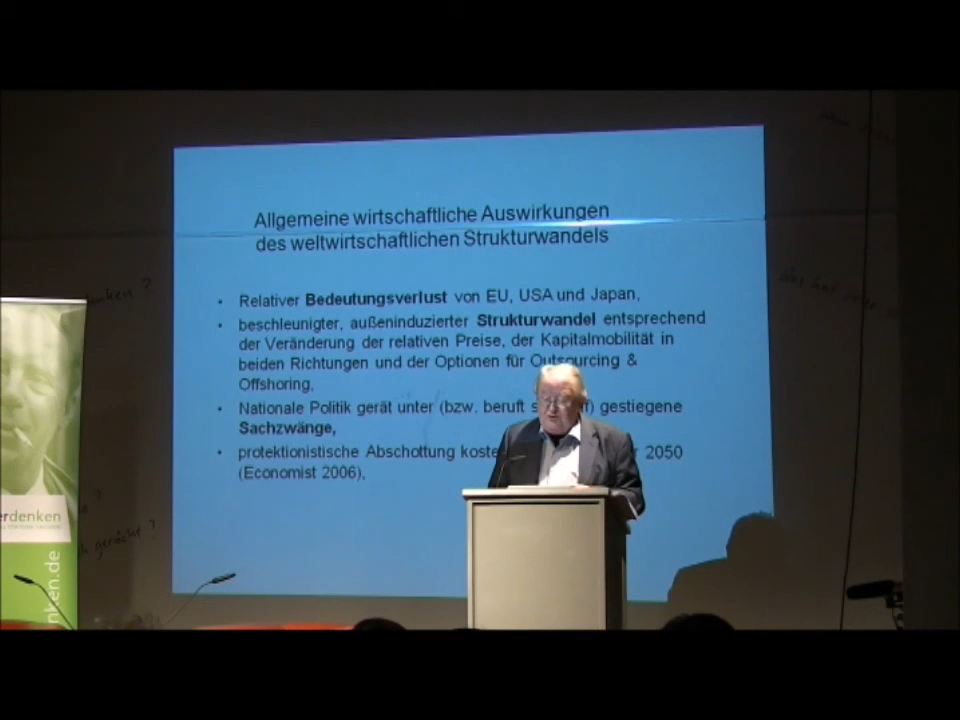 Allgemeine wirtschaftliche Auswirkungen
des weltwirtschaftlichen Strukturwandels
• Relativer Bedeutungsverlust von EU, USA und Japan,
• beschleunigter, außeninduzierter Strukturwandel entsprechend
der Veränderung der relativen Preise, der Kapitalmobilität in
beiden Richtungen und der Optionen für Outsourcing &
Offshoring,
• Nationale Politik gerät unter (bzw. beruft gestiegene
Sachzwänge,
• protektionistische Abschottung 2050
(Economist 2006),
erdenken
nken.de